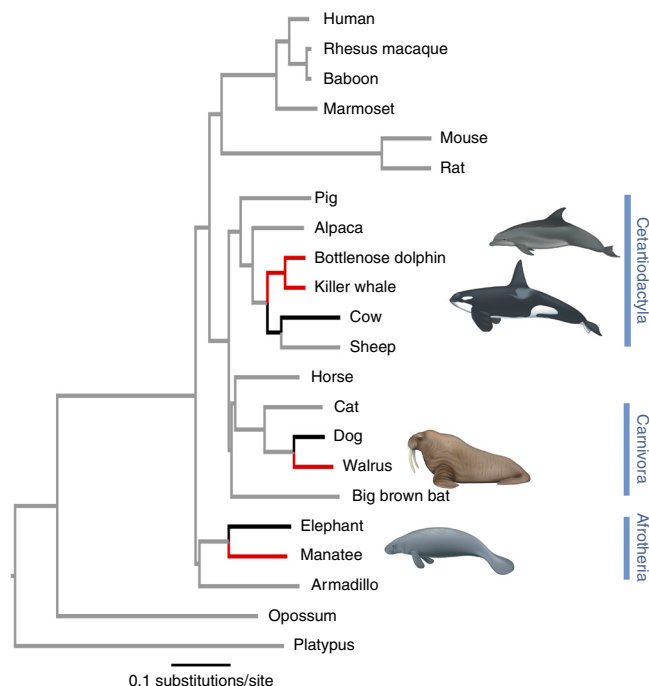 Human
Rhesus macaque
Baboon
Marmoset
Mouse
Rat
Pig
Alpaca
Bottlenose dolphin
Killer whale
Cow
Sheep
Horse
Cat
Dog
Walrus
Big brown bat
Elephant
Manatee
Armadillo
Opossum
Platypus
0.1 substitutions/site
Cetartiodactyla
Carnivora
Afrotheria